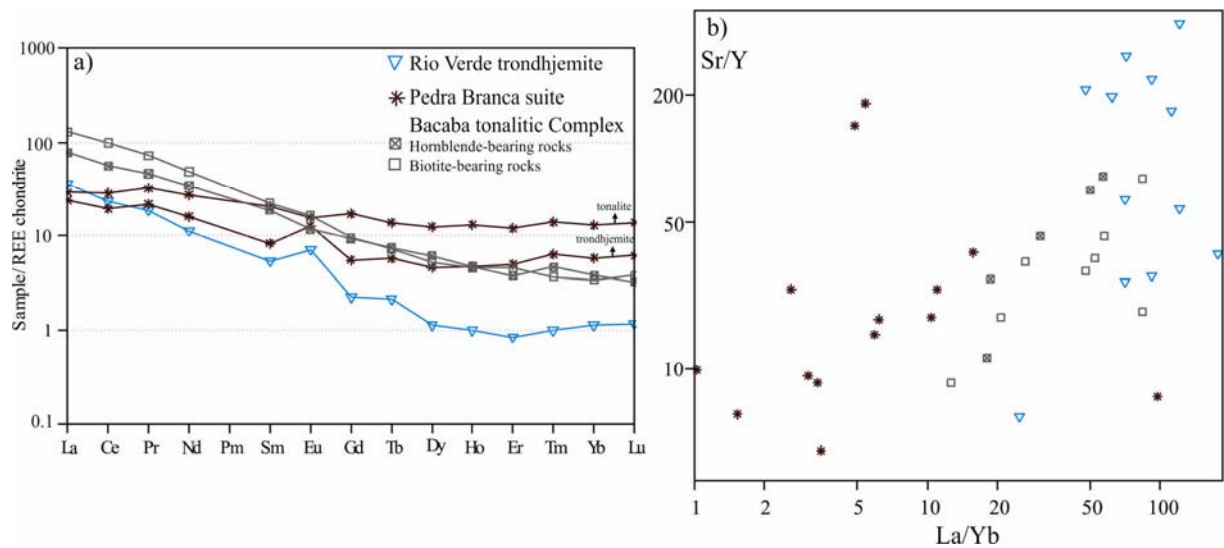 a)
Sample/ REE chondrite
1000
100
10
1
0.1
Rio Verde trondhjemite
Pedra Branca suite
Bacaba tonalitic Complex
Hornblende-bearing rocks
Biotite-bearing rocks
tonalite
trondhjemite
La Ce Pr Nd Pm Sm Eu Gd Tb Dy Ho Er Tm Yb Lu
b)
Sr/Y
200
50
10
1 2 5 10 20 50 100
La/Yb